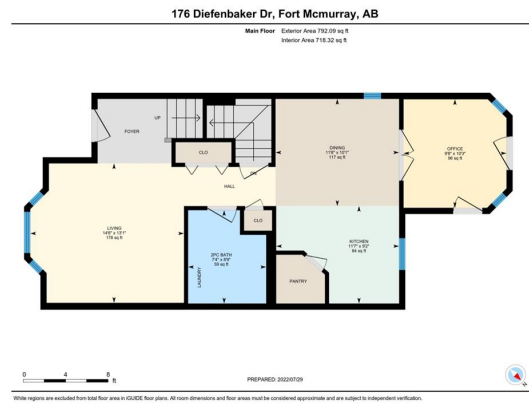 176 Diefenbaker Dr, Fort Mcmurray, AB
Main Floor Exterior Area 792.09 sq ft
Interior Area 718.32 sq ft
UP
FOYER
CLO
DN
HALL
DINING
11'6" x 10'1"
117 sq ft
OFFICE
9'8" x 10'3"
96 sq ft
LIVING
14'6" x 13'1"
178 sq ft
CLO
2PC BATH
7'4" x 8'9"
59 sq ft
LAUNDRY
KITCHEN
11'7" x 9'2"
84 sq ft
PANTRY
0 4 8
ft
PREPARED: 2022/07/29
N
White regions are excluded from total floor area in iGUIDE floor plans. All room dimensions and floor areas must be considered approximate and are subject to independent verification.